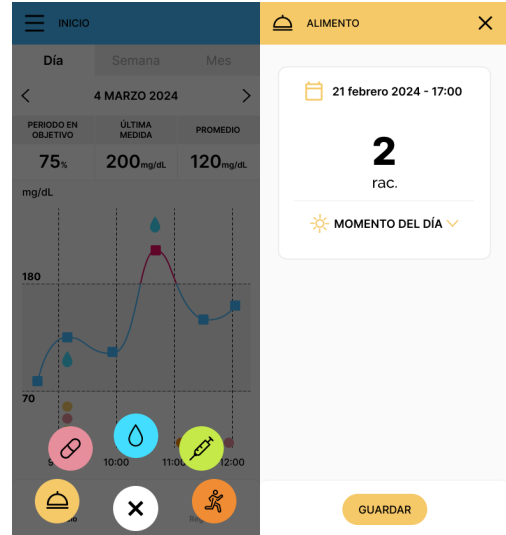 INICIO
Día
Semana
Mes
4 MARZO 2024
PERIODO EN
OBJETIVO
ÚLTIMA
MEDIDA
PROMEDIO
75%
200mg/dL
120mg/dL
mg/dL
180
70
10:00
11:00
12:00
ALIMENTO
21 febrero 2024 - 17:00
2
rac.
MOMENTO DEL DÍA
GUARDAR